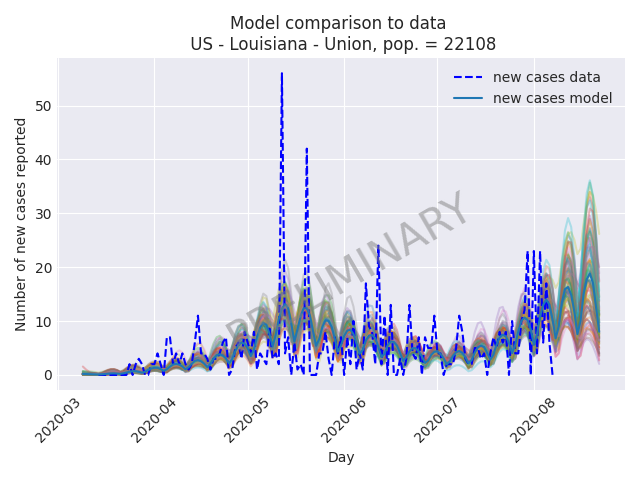 Model comparison to data
US - Louisiana - Union, pop. = 22108
new cases data
new cases model
Number of new cases reported
50
40
30
20
10
0
PRELIMINARY
2020-03
2020-04
2020-05
2020-06
2020-07
2020-08
Day